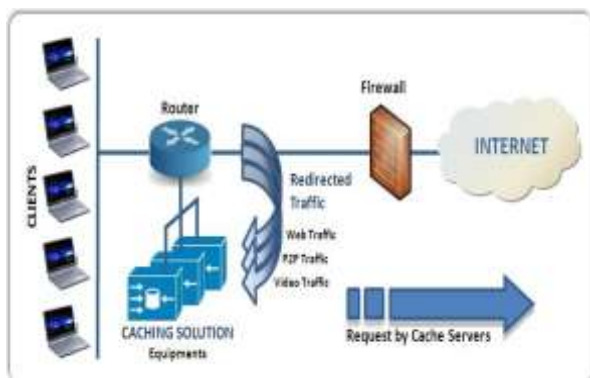 CLIENTS
Router
Firewall
INTERNET
Redirected
Traffic
Web Traffic
P2P Traffic
Video Traffic
CACHING SOLUTION
Equipments
Request by Cache Servers